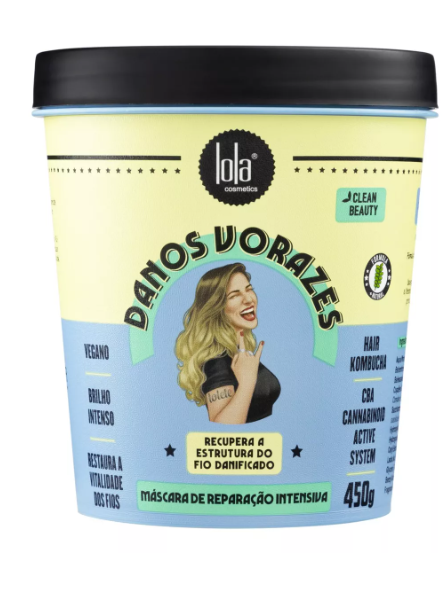 lola®
cosmetics
CLEAN
BEAUTY
DANOS VORAZES
VEGANO
BRILHO
INTENSO
RESTAURA A
VITALIDADE
DOS FIOS
lolete
HAIR
KOMBUCHA
CBA
CANNABINOID
ACTIVE
SYSTEM
RECUPERA A
ESTRUTURA DO
FIO DANIFICADO
MÁSCARA DE REPARAÇÃO INTENSIVA
450g